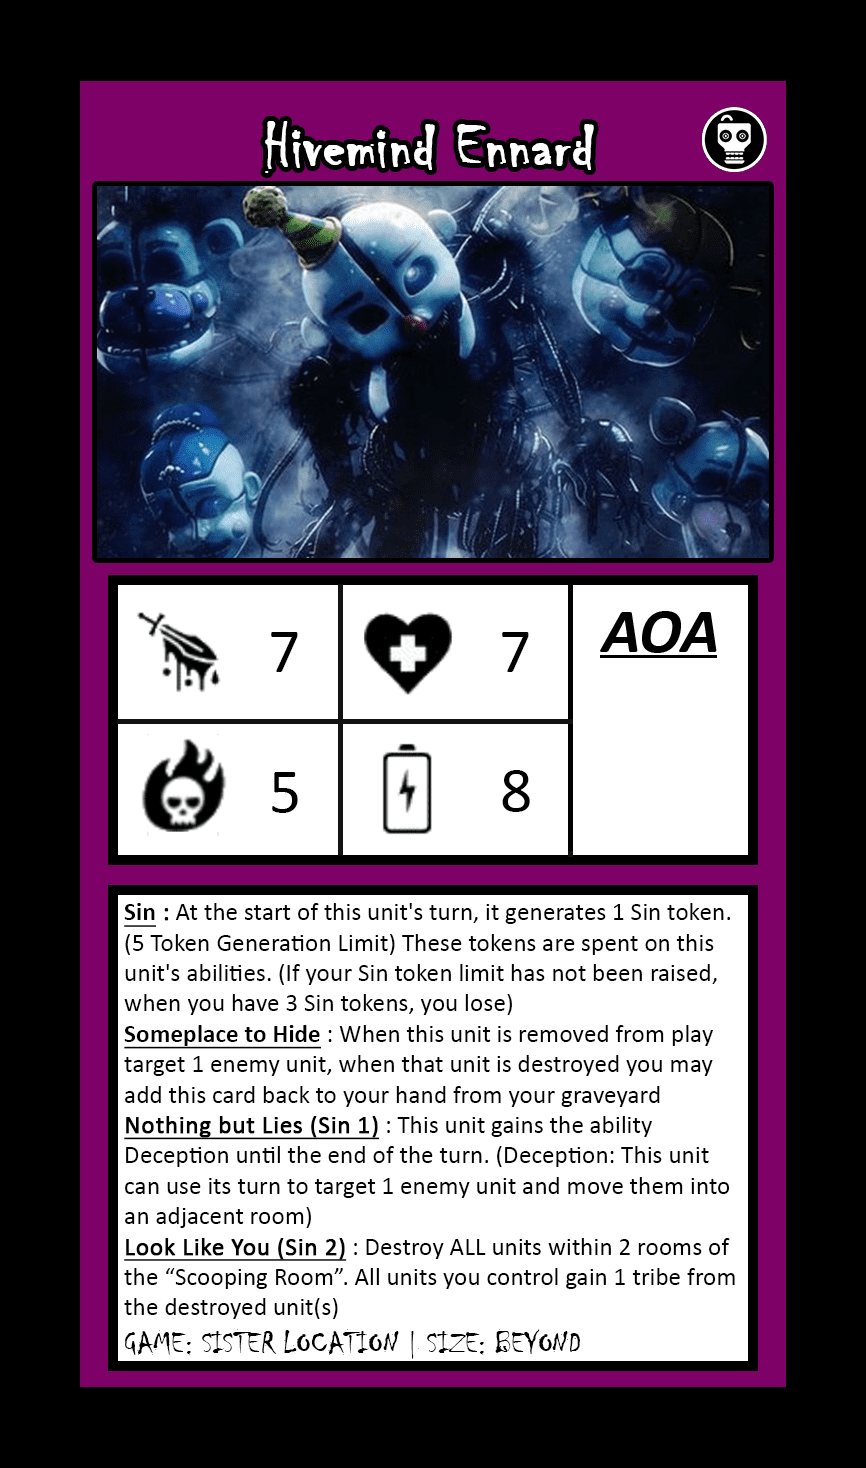 Hivemind Ennard
7
7
AOA
5
8
Sin : At the start of this unit's turn, it generates 1 Sin token.
(5 Token Generation Limit) These tokens are spent on this
unit's abilities. (If your Sin token limit has not been raised,
when you have 3 Sin tokens, you lose)
Someplace to Hide : When this unit is removed from play
target 1 enemy unit, when that unit is destroyed you may
add this card back to your hand from your graveyard
Nothing but Lies (Sin 1) : This unit gains the ability
Deception until the end of the turn. (Deception: This unit
can use its turn to target 1 enemy unit and move them into
an adjacent room)
Look Like You (Sin 2) : Destroy ALL units within 2 rooms of
the “Scooping Room”. All units you control gain 1 tribe from
the destroyed unit(s)
GAME: SISTER LOCATION | SIZE: BEYOND